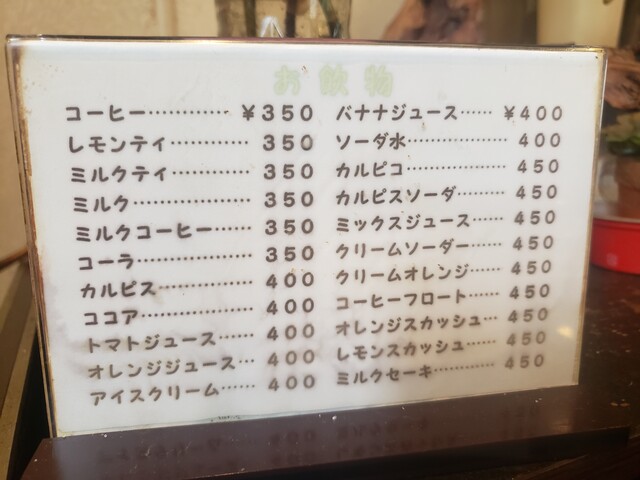 お飲物
コーヒー………… ¥350
レモンティ………… 350
ミルクティ………… 350
ミルク……………… 350
ミルクコーヒー…… 350
コーラ……………… 350
カルピス…………… 400
ココア……………… 400
トマトジュース…… 400
オレンジジュース… 400
アイスクリーム…… 400
バナナジュース…… ¥400
ソーダ水…………… 400
カルピコ…………… 450
カルピスソーダ…… 450
ミックスジュース… 450
クリームソーダー… 450
クリームオレンジ… 450
コーヒーフロート… 450
オレンジスカッシュ… 450
レモンスカッシュ… 450
ミルクセーキ……… 450